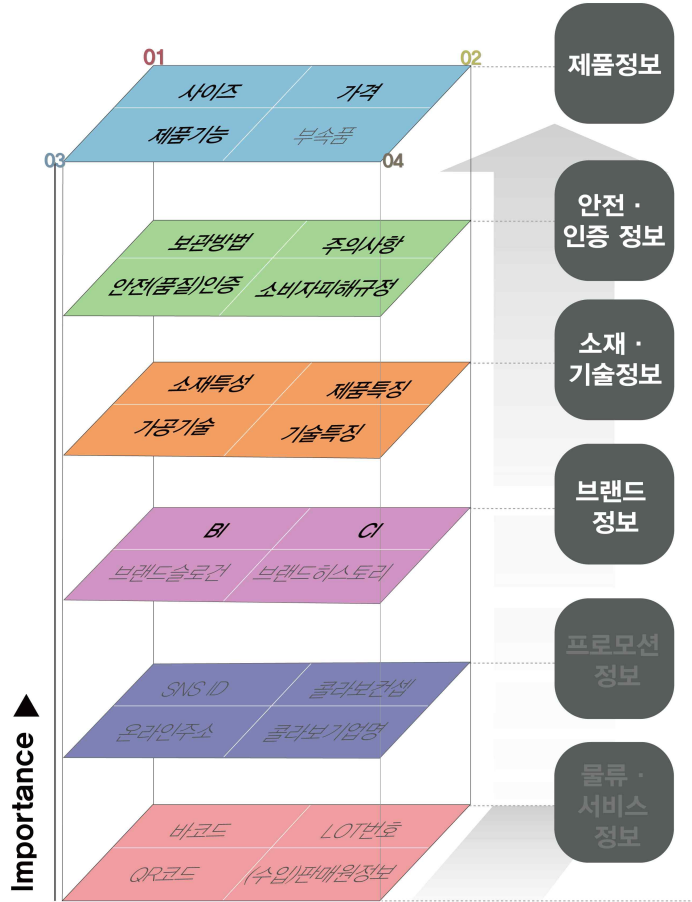 01
02
제품정보
사이즈
가격
제품기능
부속품
03
04
안전 ·
인증 정보
보관방법
주의사항
안전(품질)인증
소비자피해규정
소재 ·
기술정보
소재특성
제품특징
가공기술
기술특징
브랜드
정보
BI
CI
브랜드슬로건
브랜드히스토리
프로모션
정보
SNS ID
콜라보컨셉
온라인주소
콜라보기업명
물류 ·
서비스
정보
바코드
LOT번호
QR코드
(수입)판매원정보
Importance ▶